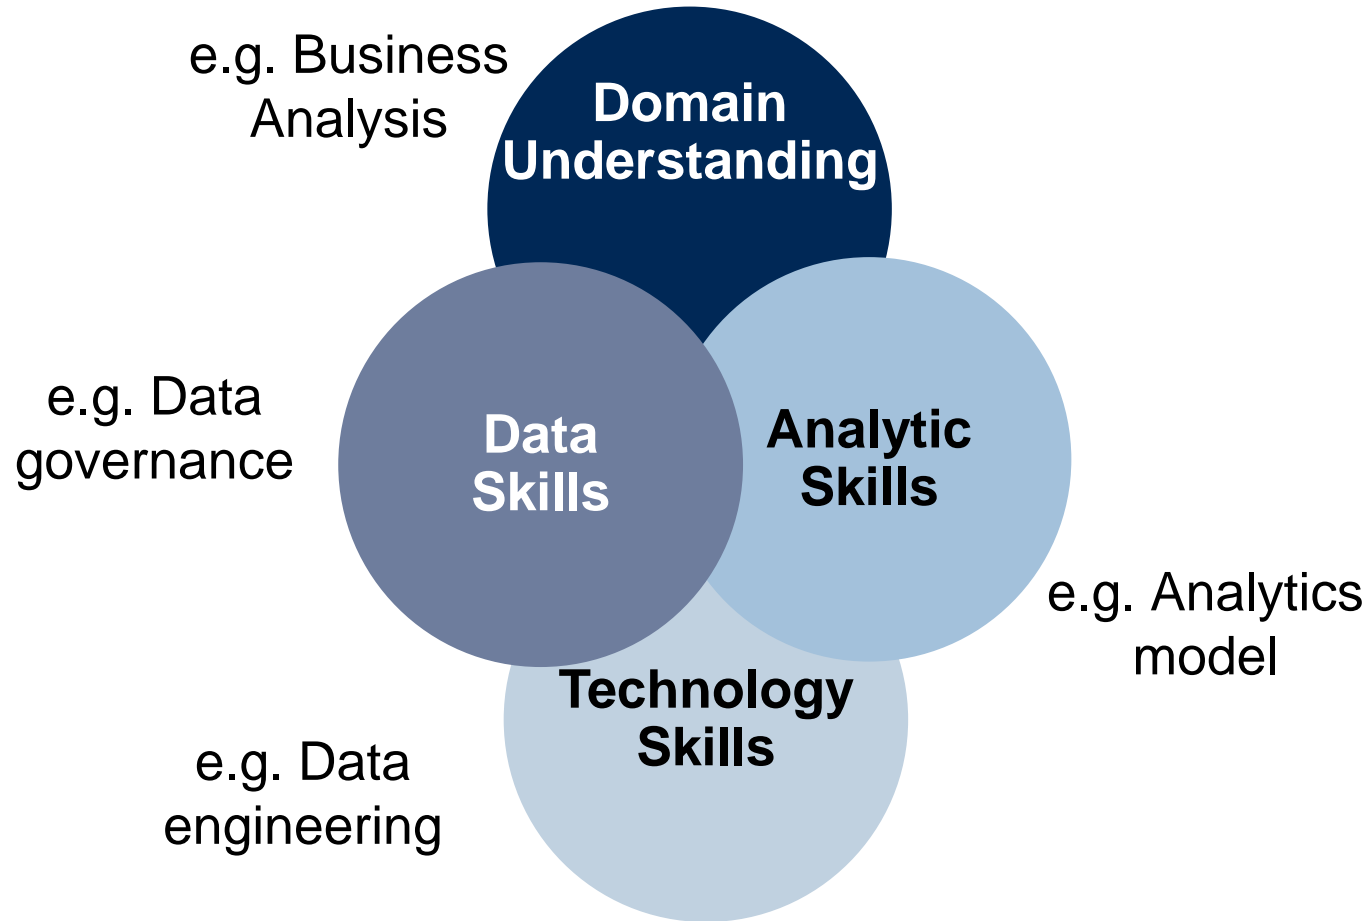 e.g. Business
Analysis
Domain
Understanding
e.g. Data
governance
Data
Skills
Analytic
Skills
e.g. Analytics
model
Technology
Skills
e.g. Data
engineering